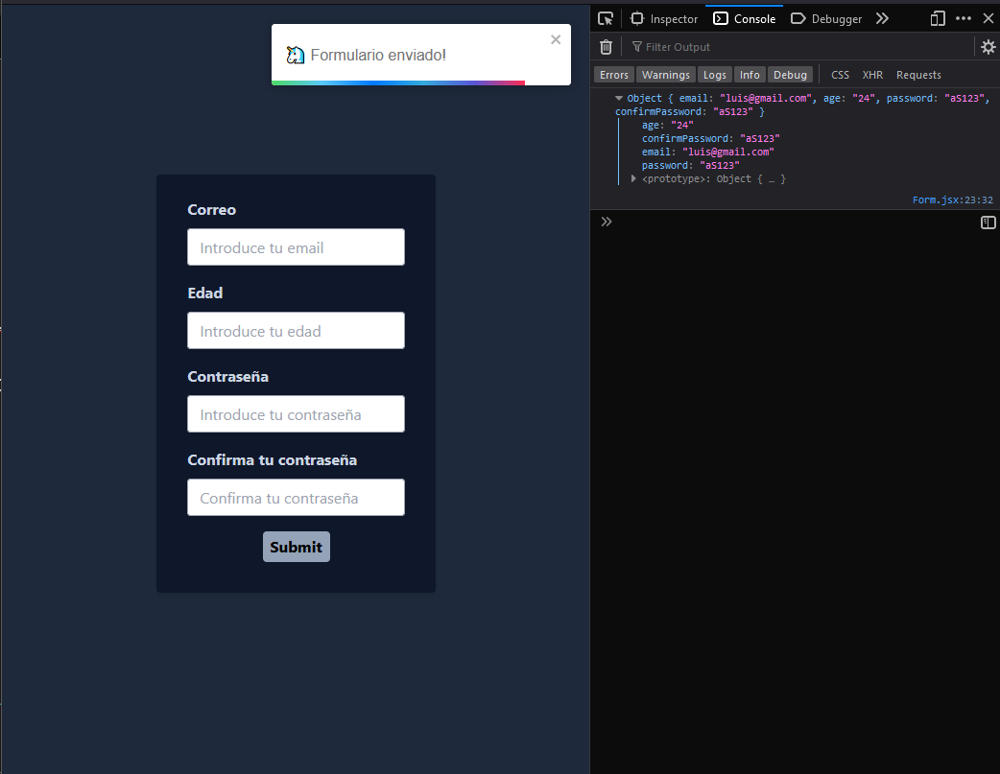 Formulario enviado!
Correo
Introduce tu email
Edad
Introduce tu edad
Contraseña
Introduce tu contraseña
Confirma tu contraseña
Confirma tu contraseña
Submit
Inspector
Console
Debugger
Filter Output
Errors Warnings Logs Info Debug CSS XHR Requests
Object { email: "luis@gmail.com", age: "24", password: "aS123",
confirmPassword: "aS123" }
age: "24"
confirmPassword: "aS123"
email: "luis@gmail.com"
password: "aS123"
<prototype>: Object { … }
Form.jsx:23:32